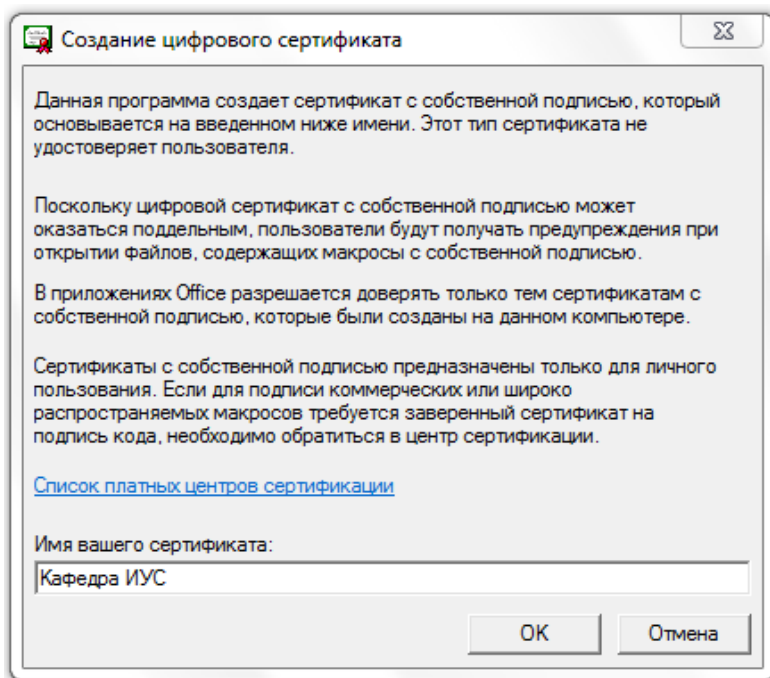 Создание цифрового сертификата
Данная программа создает сертификат с собственной подписью, который
основывается на введенном ниже имени. Этот тип сертификата не
удостоверяет пользователя.
Поскольку цифровой сертификат с собственной подписью может
оказаться поддельным, пользователи будут получать предупреждения при
открытии файлов, содержащих макросы с собственной подписью.
В приложениях Office разрешается доверять только тем сертификатам с
собственной подписью, которые были созданы на данном компьютере.
Сертификаты с собственной подписью предназначены только для личного
пользования. Если для подписи коммерческих или широко
распространяемых макросов требуется заверенный сертификат на
подпись кода, необходимо обратиться в центр сертификации.
Список платных центров сертификации
Имя вашего сертификата:
Кафедра ИУС
OK Отмена